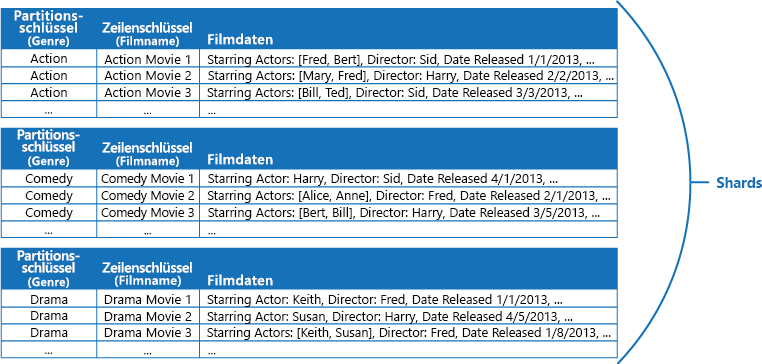 Partitions-
schlüssel
(Genre)
Zeilenschlüssel
(Filmname)
Filmdaten
Action Action Movie 1 Starring Actors: [Fred, Bert], Director: Sid, Date Released 1/1/2013, ...
Action Action Movie 2 Starring Actors: [Mary, Fred], Director: Harry, Date Released 2/2/2013, ...
Action Action Movie 3 Starring Actors: [Bill, Ted], Director: Sid, Date Released 3/3/2013, ...
... ... ...
Partitions-
schlüssel
(Genre)
Zeilenschlüssel
(Filmname)
Filmdaten
Comedy Comedy Movie 1 Starring Actor: Harry, Director: Sid, Date Released 4/1/2013, ...
Comedy Comedy Movie 2 Starring Actors: [Alice, Anne], Director: Fred, Date Released 2/1/2013, ...
Comedy Comedy Movie 3 Starring Actors: [Bert, Bill], Director: Harry, Date Released 3/5/2013, ...
... ... ...
Partitions-
schlüssel
(Genre)
Zeilenschlüssel
(Filmname)
Filmdaten
Drama Drama Movie 1 Starring Actor: Keith, Director: Fred, Date Released 1/1/2013, ...
Drama Drama Movie 2 Starring Actor: Susan, Director: Harry, Date Released 4/5/2013, ...
Drama Drama Movie 3 Starring Actors: [Keith, Susan], Director: Fred, Date Released 1/8/2013, ...
... ... ...
Shards